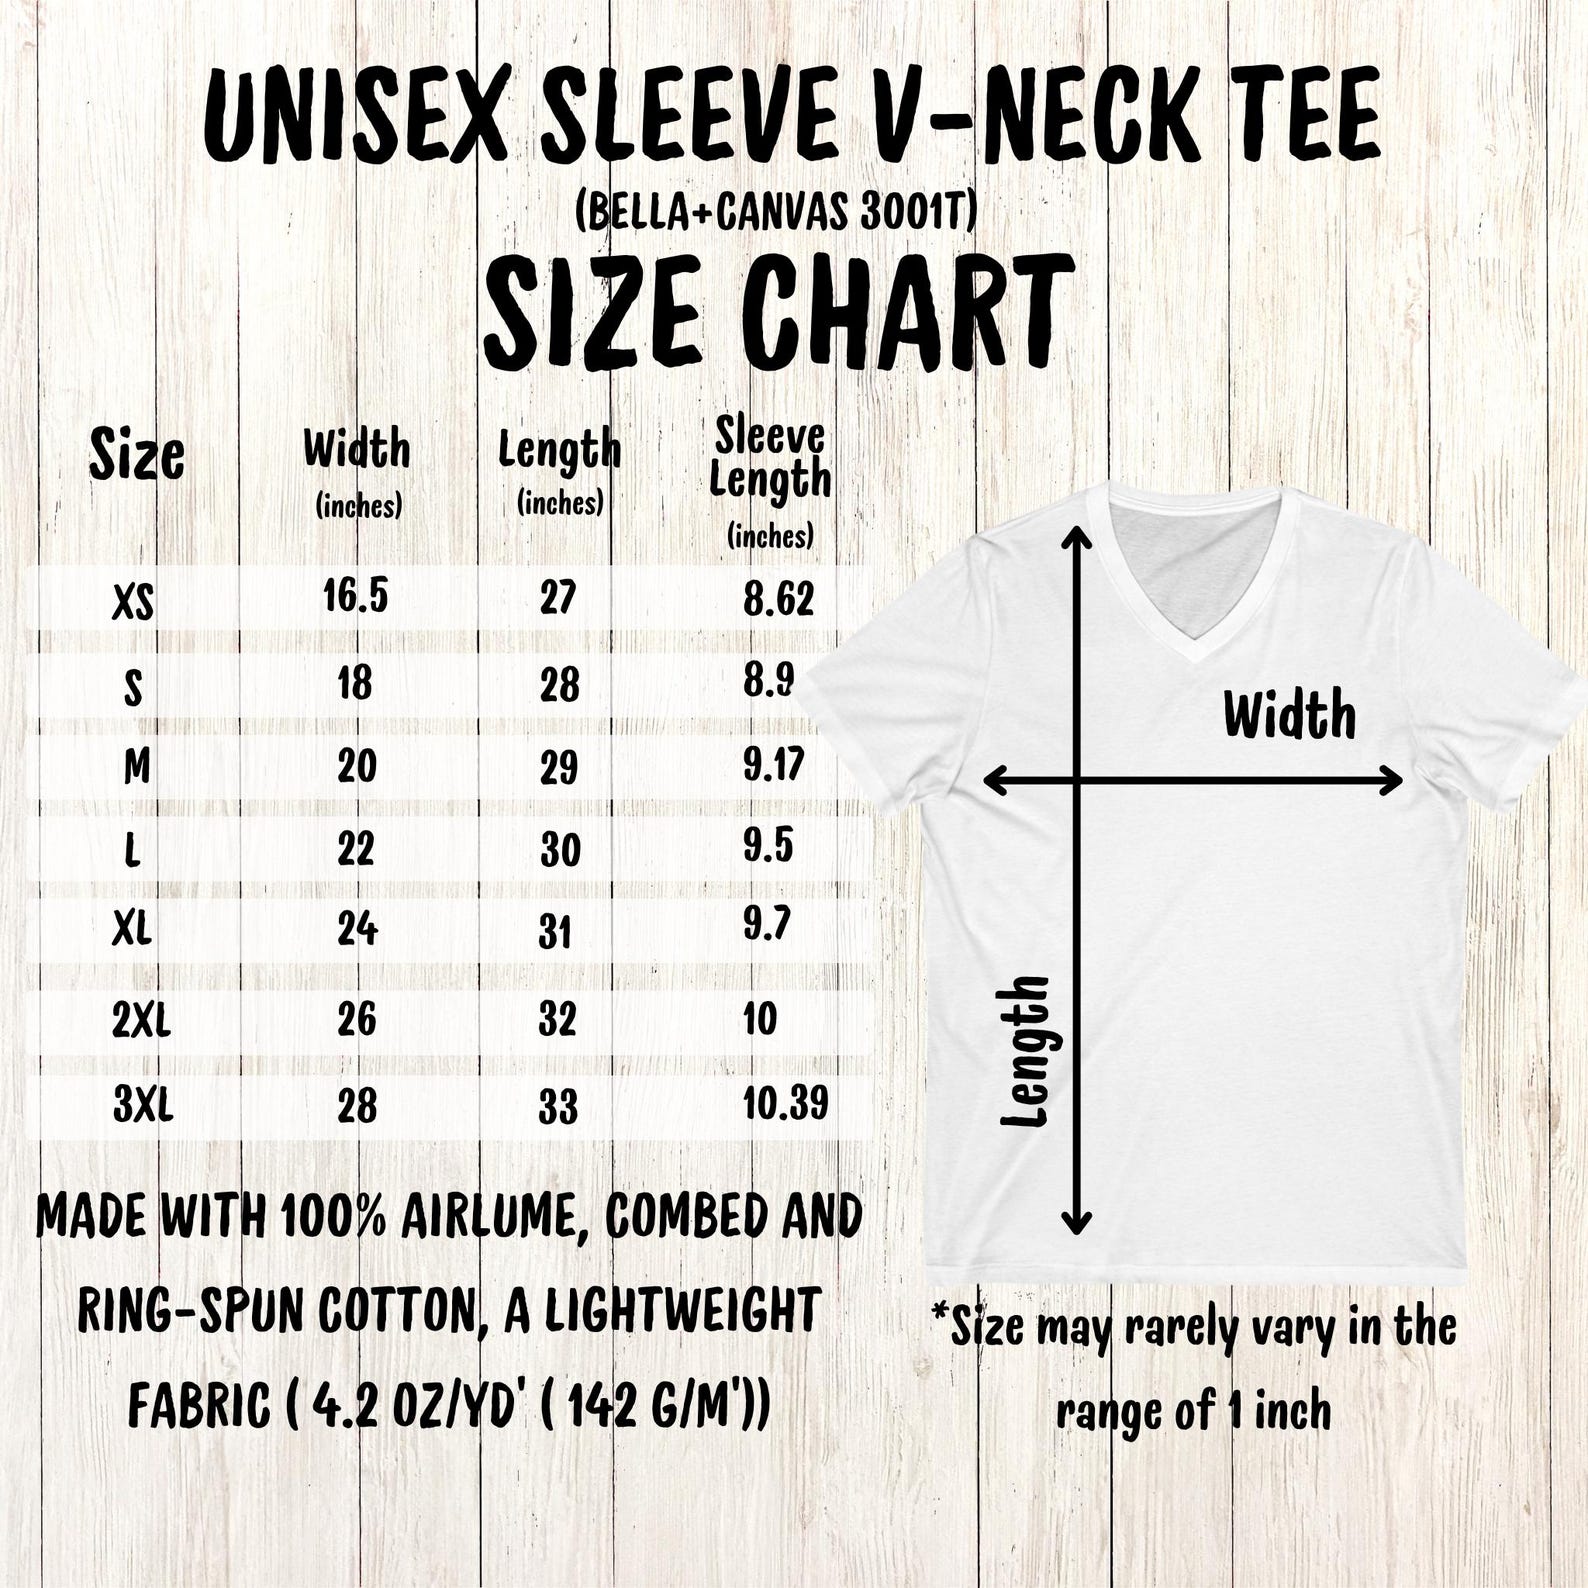 UNISEX SLEEVE V-NECK TEE
(BELLA+CANVAS 3001T)
SIZE CHART
Size Width Length Sleeve Length
(inches) (inches) (inches)
XS 16.5 27 8.62
S 18 28 8.9
M 20 29 9.17
L 22 30 9.5
XL 24 31 9.7
2XL 26 32 10
3XL 28 33 10.39
Width
Length
MADE WITH 100% AIRLUME, COMBED AND
RING-SPUN COTTON, A LIGHTWEIGHT
FABRIC ( 4.2 OZ/YD' ( 142 G/M'))
*Size may rarely vary in the
range of 1 inch